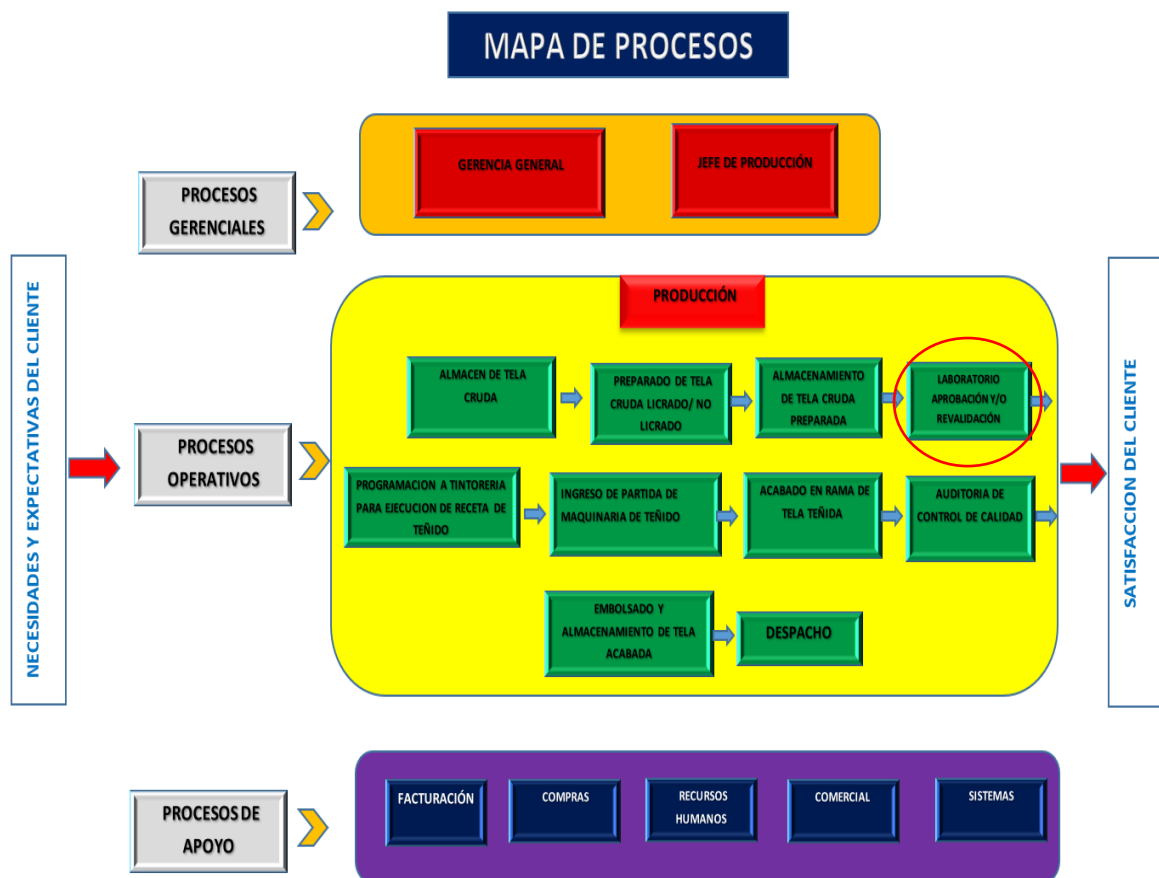 MAPA DE PROCESOS
PROCESOS
GERENCIALES
GERENCIA GENERAL
JEFE DE PRODUCCIÓN
NECESIDADES Y EXPECTATIVAS DEL CLIENTE
PROCESOS
OPERATIVOS
PRODUCCIÓN
ALMACEN DE TELA
CRUDA
PREPARADO DE TELA
CRUDA LICRADO/ NO
LICRADO
ALMACENAMIENTO
DE TELA CRUDA
PREPARADA
LABORATORIO
APROBACIÓN Y/O
REVALIDACIÓN
PROGRAMACION A TINTORERIA
PARA EJECUCION DE RECETA DE
TEÑIDO
INGRESO DE PARTIDA DE
MAQUINARIA DE TEÑIDO
ACABADO EN RAMA DE
TELA TEÑIDA
AUDITORIA DE
CONTROL DE CALIDAD
EMBOLSADO Y
ALMACENAMIENTO DE TELA
ACABADA
DESPACHO
SATISFACCION DEL CLIENTE
PROCESOS DE
APOYO
FACTURACIÓN
COMPRAS
RECURSOS
HUMANOS
COMERCIAL
SISTEMAS